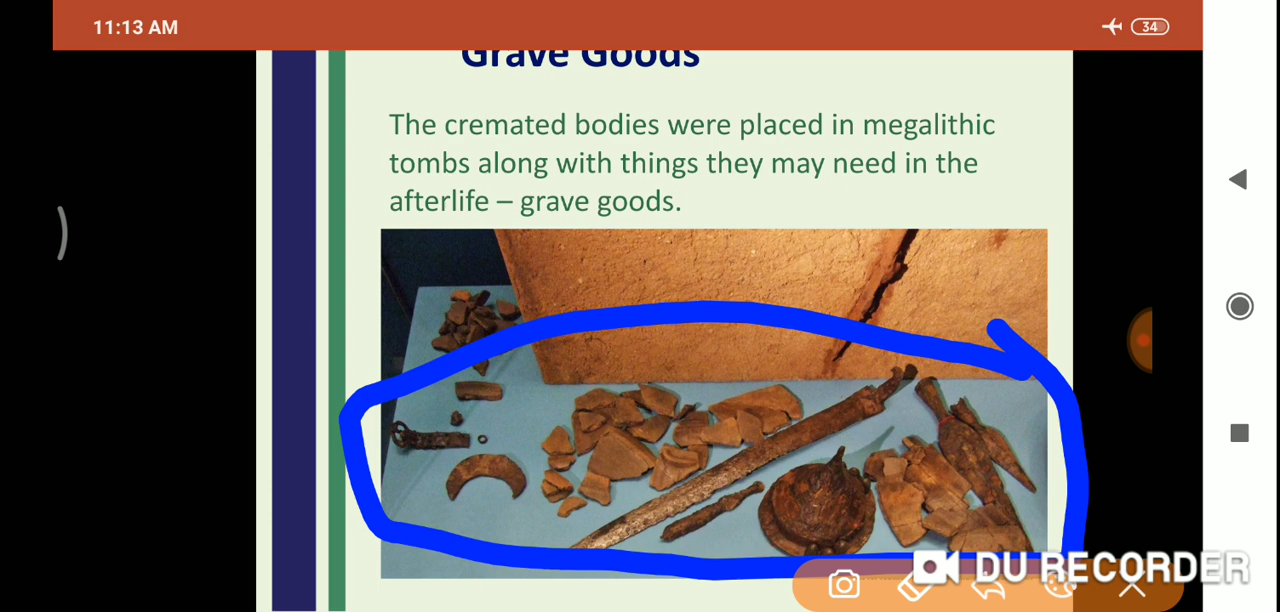 11:13 AM
34
Grave Goods
The cremated bodies were placed in megalithic
tombs along with things they may need in the
afterlife – grave goods.
DU RECORDER